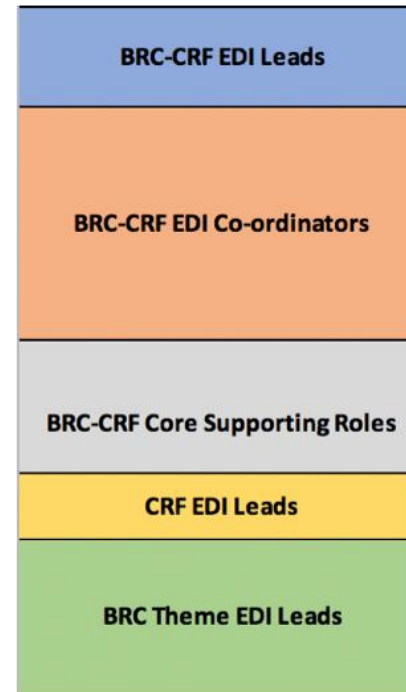 BRC-CRF EDI Leads
BRC-CRF EDI Co-ordinators
BRC-CRF Core Supporting Roles
CRF EDI Leads
BRC Theme EDI Leads